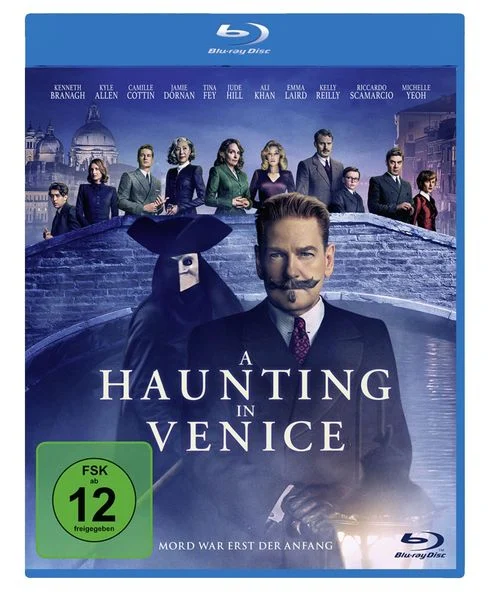 Blu-ray Disc
KENNETH KYLE CAMILLE JAMIE TINA JUDE ALI EMMA KELLY RICCARDO MICHELLE
BRANAGH ALLEN COTTIN DORNAN FEY HILL KHAN LAIRD REILLY SCAMARCIO YEOH
A
HAUNTING
IN
VENICE
FSK
ab
12
freigegeben
MORD WAR ERST DER ANFANG
Blu-ray Disc